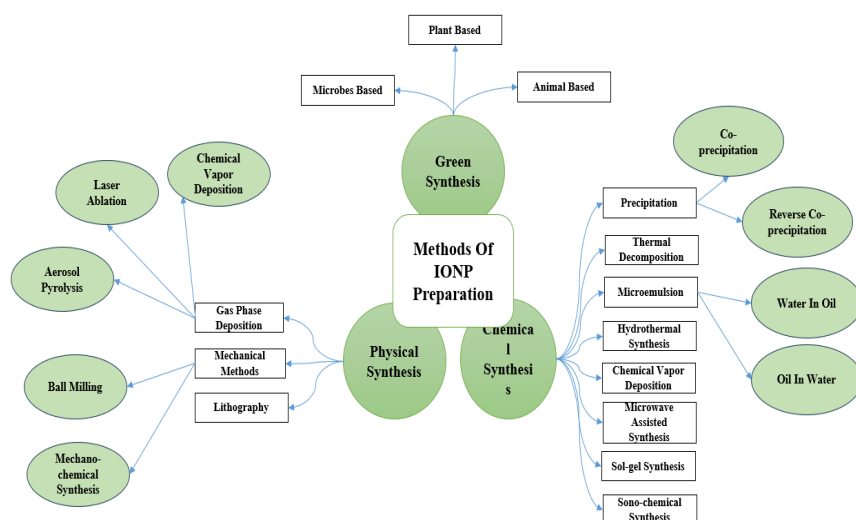 Plant Based
Microbes Based
Animal Based
Green
Synthesis
Methods Of
IONP
Preparation
Physical Synthesis
Chemica
l
Synthesi
s
Chemical
Vapor
Deposition
Laser
Ablation
Aerosol
Pyrolysis
Gas Phase
Deposition
Mechanical
Methods
Lithography
Ball Milling
Mechano-
chemical
Synthesis
Precipitation
Co-
precipitation
Reverse Co-
precipitation
Thermal
Decomposition
Microemulsion
Water In Oil
Oil In Water
Hydrothermal
Synthesis
Chemical Vapor
Deposition
Microwave
Assisted
Synthesis
Sol-gel Synthesis
Sono-chemical
Synthesis